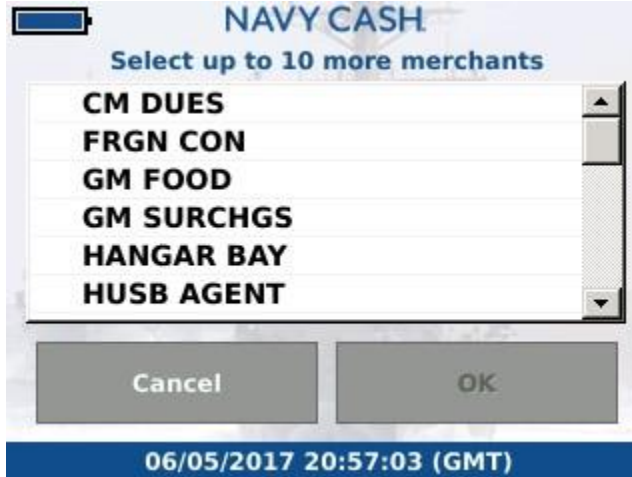 NAVY CASH
Select up to 10 more merchants
CM DUES
FRGN CON
GM FOOD
GM SURCHGS
HANGAR BAY
HUSB AGENT
Cancel
OK
06/05/2017 20:57:03 (GMT)